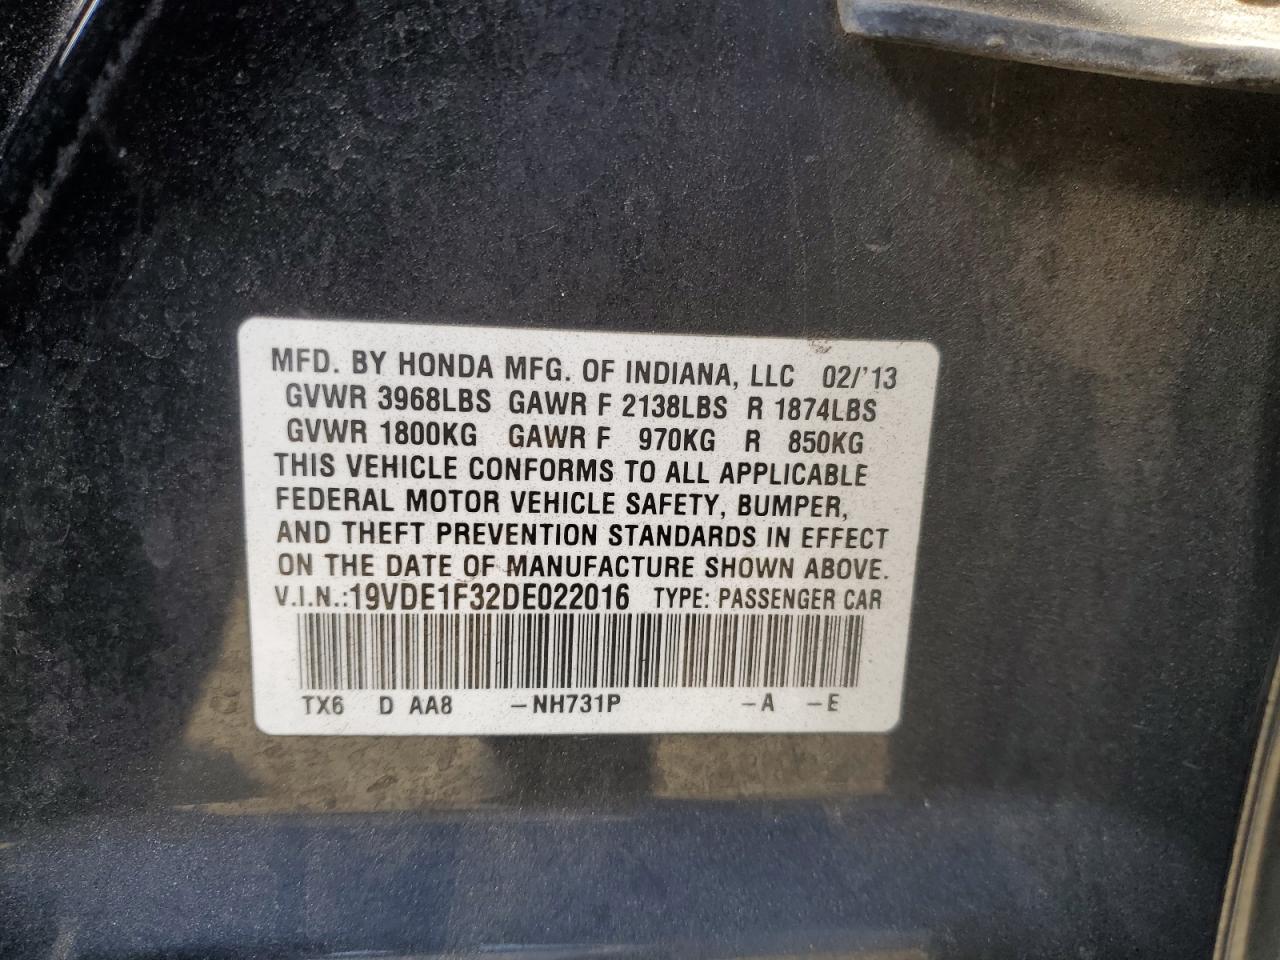 MFD. BY HONDA MFG. OF INDIANA, LLC 02/'13
GVWR 3968LBS GAWR F 2138LBS R 1874LBS
GVWR 1800KG GAWR F 970KG R 850KG
THIS VEHICLE CONFORMS TO ALL APPLICABLE
FEDERAL MOTOR VEHICLE SAFETY, BUMPER,
AND THEFT PREVENTION STANDARDS IN EFFECT
ON THE DATE OF MANUFACTURE SHOWN ABOVE.
V.I.N.:19VDE1F32DE022016 TYPE: PASSENGER CAR
TX6 D AA8 -NH731P -A -E